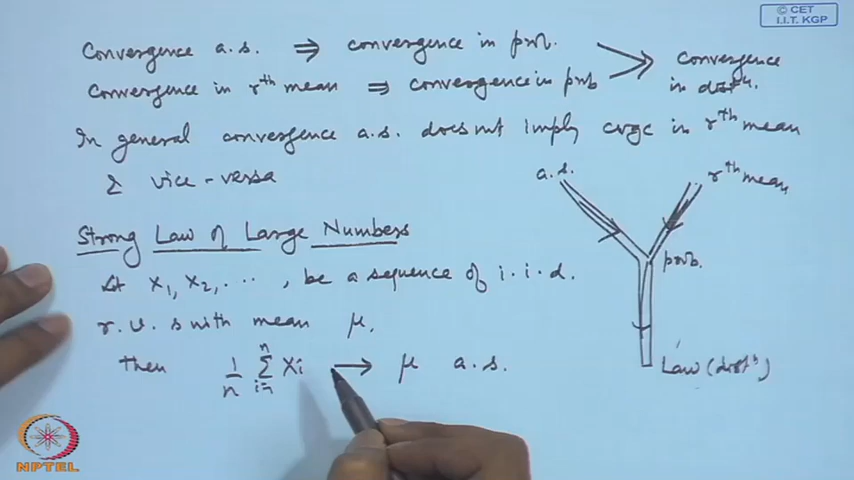 © CET
I.I.T. KGP
Convergence a.s. ⇒ convergence in prob.
Convergence in rth mean ⇒ convergence in prob
convergence
in distn.
In general convergence a.s. does not imply cvgc in rth mean
& vice-versa
a.s.
rth mean
prob.
Law (distn)
Strong Law of Large Numbers
Let X1, X2, ..., be a sequence of i.i.d.
r.v.s with mean μ.
Then 1/n Σ i=n n Xi → μ a.s.
NPTEL